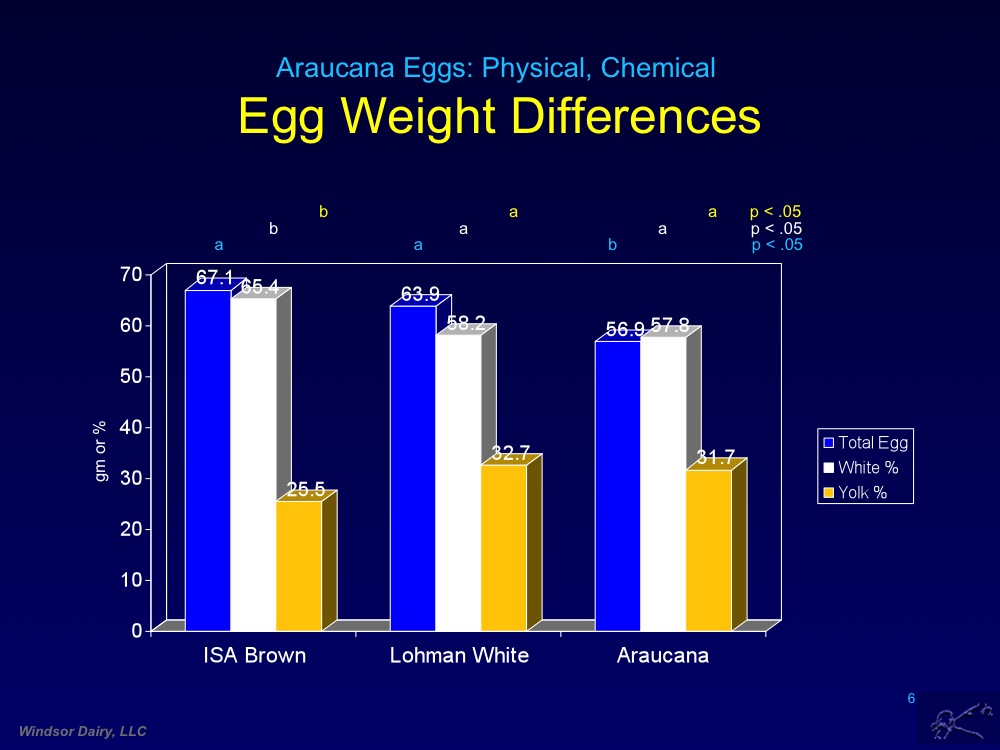 Araucana Eggs: Physical, Chemical
Egg Weight Differences
b a a p < .05
b a a p < .05
a a b p < .05
70
60
50
40
30
20
10
0
gm or %
67.1 65.4 25.5
63.9 58.2 32.7
56.9 57.8 31.7
ISA Brown Lohman White Araucana
Total Egg
White %
Yolk %
6
Windsor Dairy, LLC